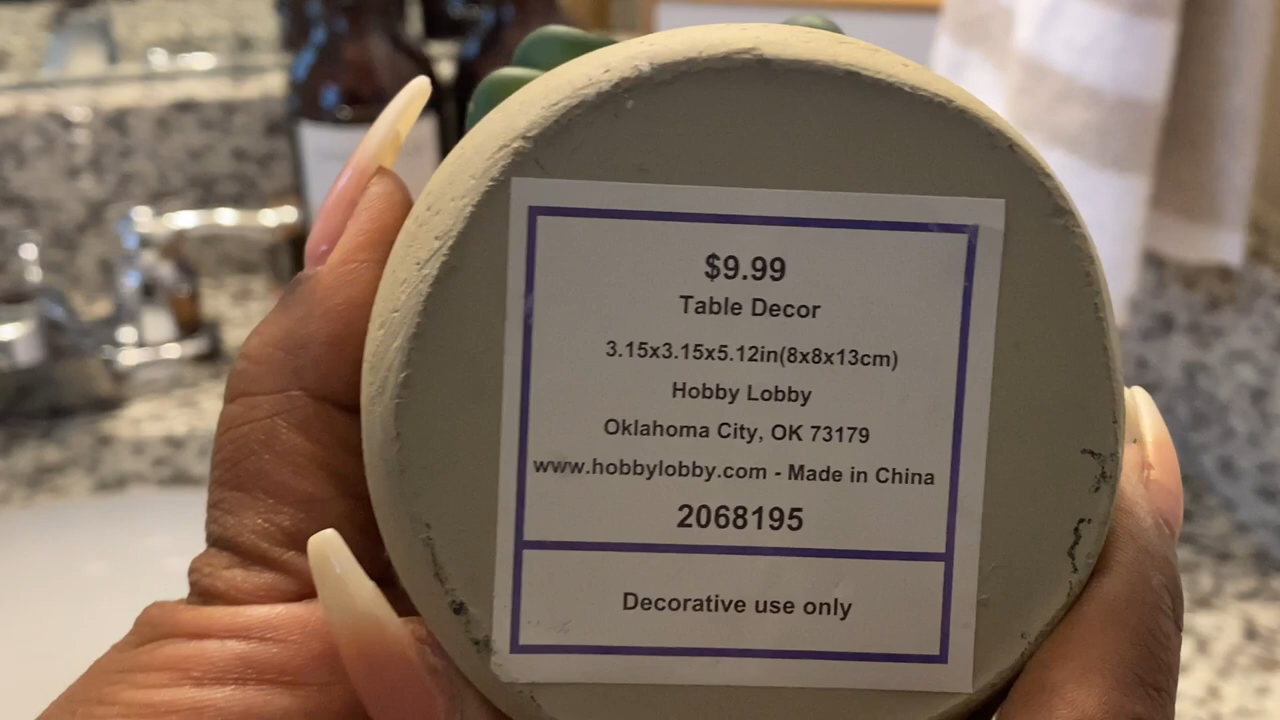 $9.99
Table Decor
3.15x3.15x5.12in(8x8x13cm)
Hobby Lobby
Oklahoma City, OK 73179
www.hobbylobby.com - Made in China
2068195
Decorative use only